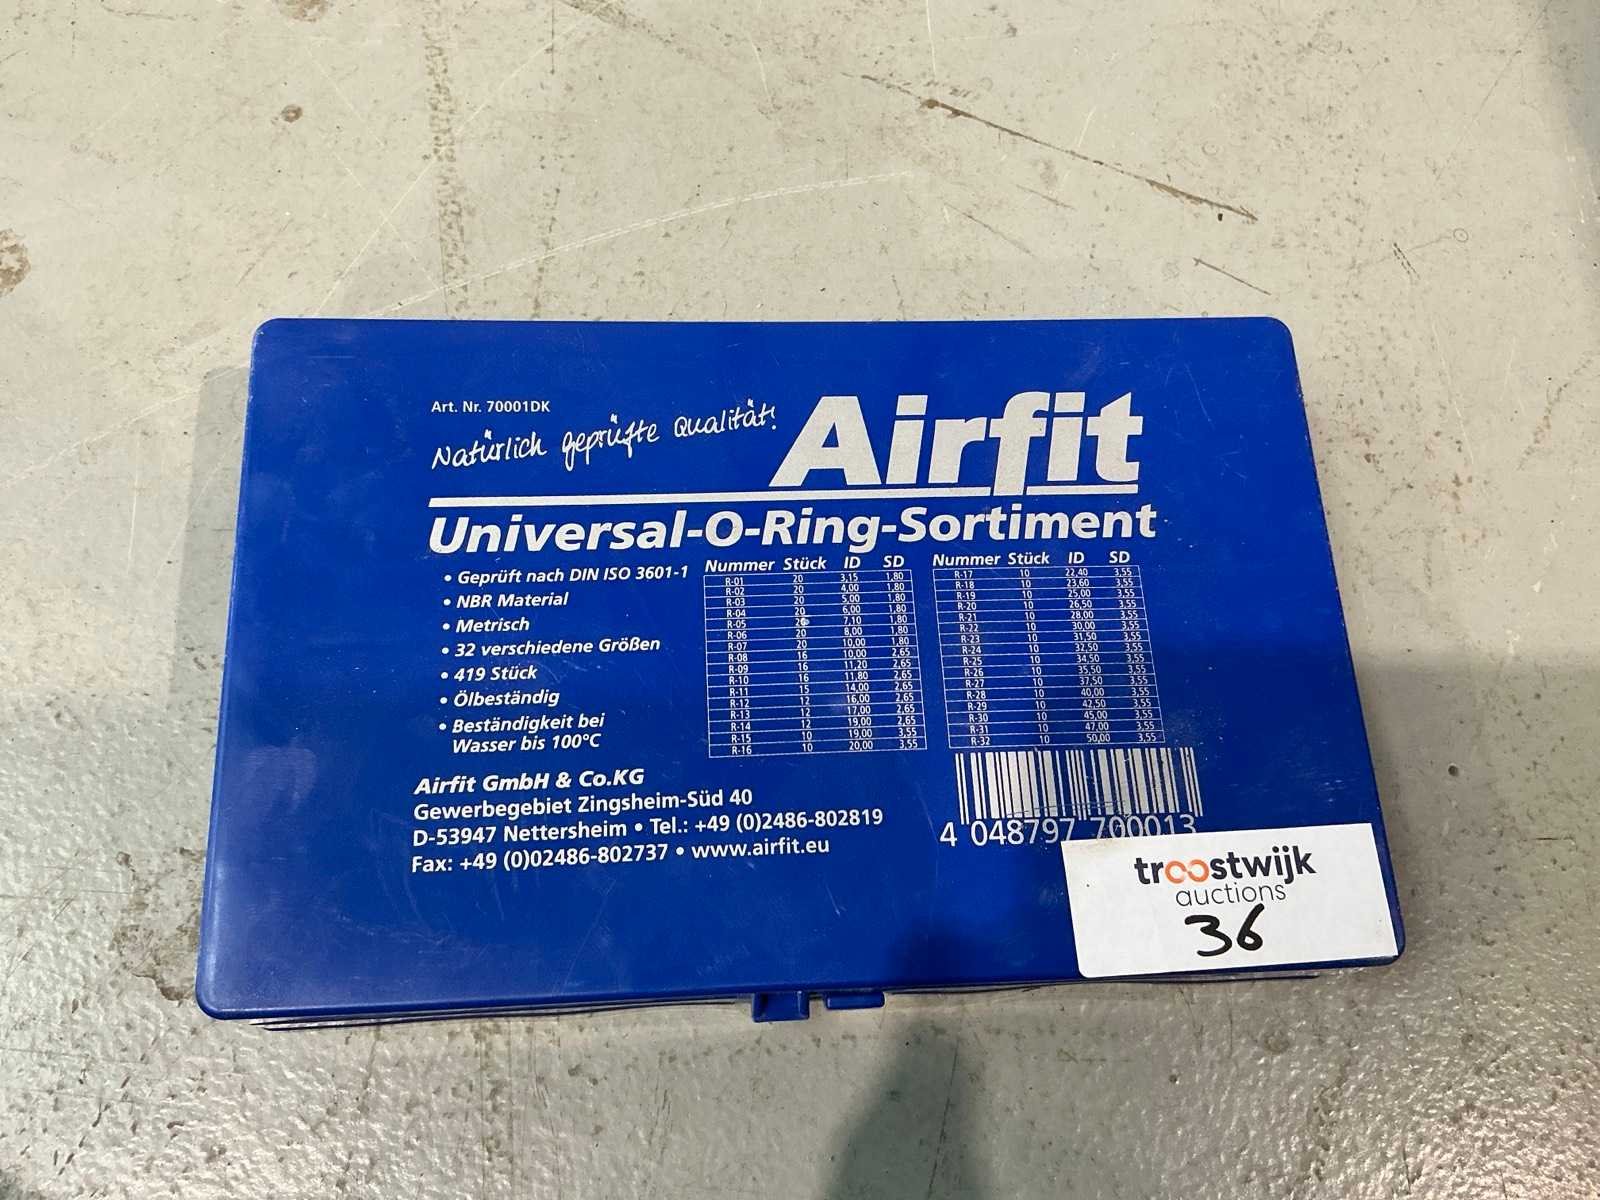 Art. Nr. 70001DK
Natürlich geprüfte Qualität!
Airfit
Universal-O-Ring-Sortiment
• Geprüft nach DIN ISO 3601-1
• NBR Material
• Metrisch
• 32 verschiedene Größen
• 419 Stück
• Ölbeständig
• Beständigkeit bei
Wasser bis 100°C
Nummer Stück ID SD
R-01 20 3,15 1,80
R-02 20 4,00 1,80
R-03 20 5,00 1,80
R-04 20 6,00 1,80
R-05 20 7,10 1,80
R-06 20 8,00 1,80
R-07 20 10,00 1,80
R-08 16 10,00 2,65
R-09 16 11,20 2,65
R-10 16 11,80 2,65
R-11 15 14,00 2,65
R-12 12 16,00 2,65
R-13 12 17,00 2,65
R-14 12 19,00 2,65
R-15 10 19,00 3,55
R-16 10 20,00 3,55
Nummer Stück ID SD
R-17 10 22,40 3,55
R-18 10 23,60 3,55
R-19 10 25,00 3,55
R-20 10 26,50 3,55
R-21 10 28,00 3,55
R-22 10 30,00 3,55
R-23 10 31,50 3,55
R-24 10 32,50 3,55
R-25 10 34,50 3,55
R-26 10 35,50 3,55
R-27 10 37,50 3,55
R-28 10 40,00 3,55
R-29 10 42,50 3,55
R-30 10 45,00 3,55
R-31 10 47,00 3,55
R-32 10 50,00 3,55
Airfit GmbH & Co.KG
Gewerbegebiet Zingsheim-Süd 40
D-53947 Nettersheim • Tel.: +49 (0)2486-802819
Fax: +49 (0)02486-802737 • www.airfit.eu
4 048797 700013
troostwijk
auctions
36